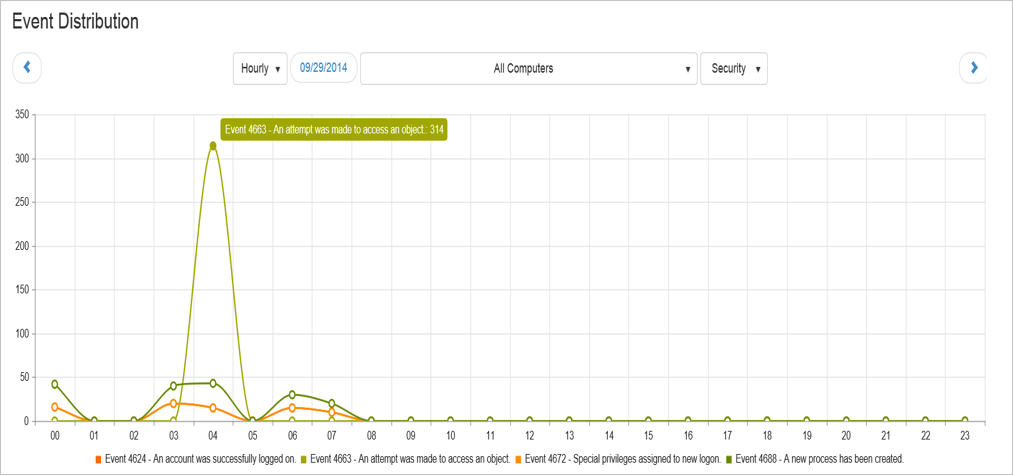 Event Distribution
Hourly 09/29/2014 All Computers Security
350
Event 4663 - An attempt was made to access an object.: 314
300
250
200
150
100
50
0
00 01 02 03 04 05 06 07 08 09 10 11 12 13 14 15 16 17 18 19 20 21 22 23
Event 4624 - An account was successfully logged on. Event 4663 - An attempt was made to access an object. Event 4672 - Special privileges assigned to new logon. Event 4688 - A new process has been created.